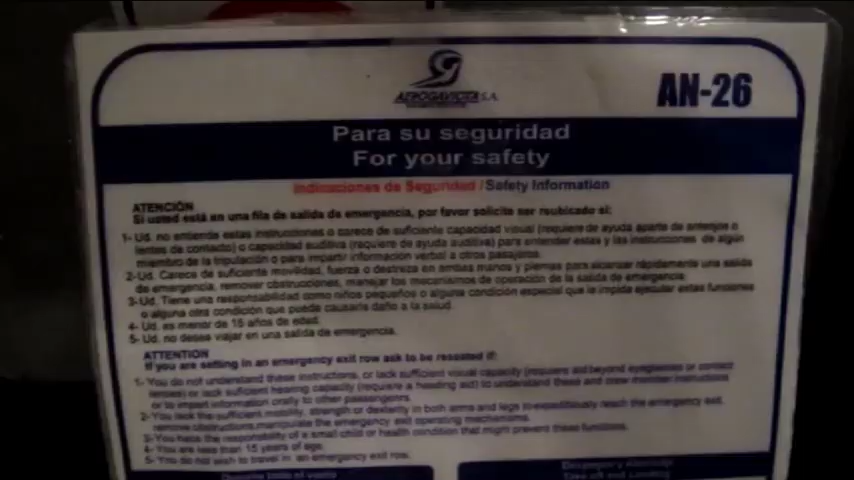 AEROGAVIOTA S.A.
AN-26
Para su seguridad
For your safety
Indicaciones de Seguridad / Safety Information
ATENCIÓN
Si usted está en una fila de salida de emergencia, por favor solicite ser reubicado si:
1- Ud. no entiende estas instrucciones o carece de suficiente capacidad visual (requiere de ayuda aparte de anteojos o
lentes de contacto) o capacidad auditiva (requiere de ayuda auditiva) para entender estas y las instrucciones de algún
miembro de la tripulación o para impartir información verbal a otros pasajeros.
2-Ud. Carece de suficiente movilidad, fuerza o destreza en ambas manos y piernas para alcanzar rápidamente una salida
de emergencia, remover obstrucciones, manejar los mecanismos de operación de la salida de emergencia.
3-Ud. Tiene una responsabilidad como niños pequeños o alguna condición especial que le impida ejecutar estas funciones
o alguna otra condición que puede causarle daño a la salud.
4- Ud. es menor de 15 años de edad.
5- Ud. no desea viajar en una salida de emergencia.
ATTENTION
If you are setting in an emergency exit row ask to be reseated if:
1- You do not understand these instructions, or lack sufficient visual capacity (requiere aid beyond eyeglasses or contact
lenses) or lack sufficient hearing capacity (requiere a heading aid) to understand these and crew member instructions
or to impart information orally to other passengers.
2-You lack the sufficient mobility, strength or dexterity in both arms and legs to expeditiously reach the emergency exit,
remove obstructions, manipulate the emergency exit operating mechanisms.
3-You have the responsibility of a small child or health condition that might prevent these functions.
4- You are less than 15 years of age.
5- You do not wish to travel in an emergency exit row.
Despegue y Aterrizaje
Take off and Landing